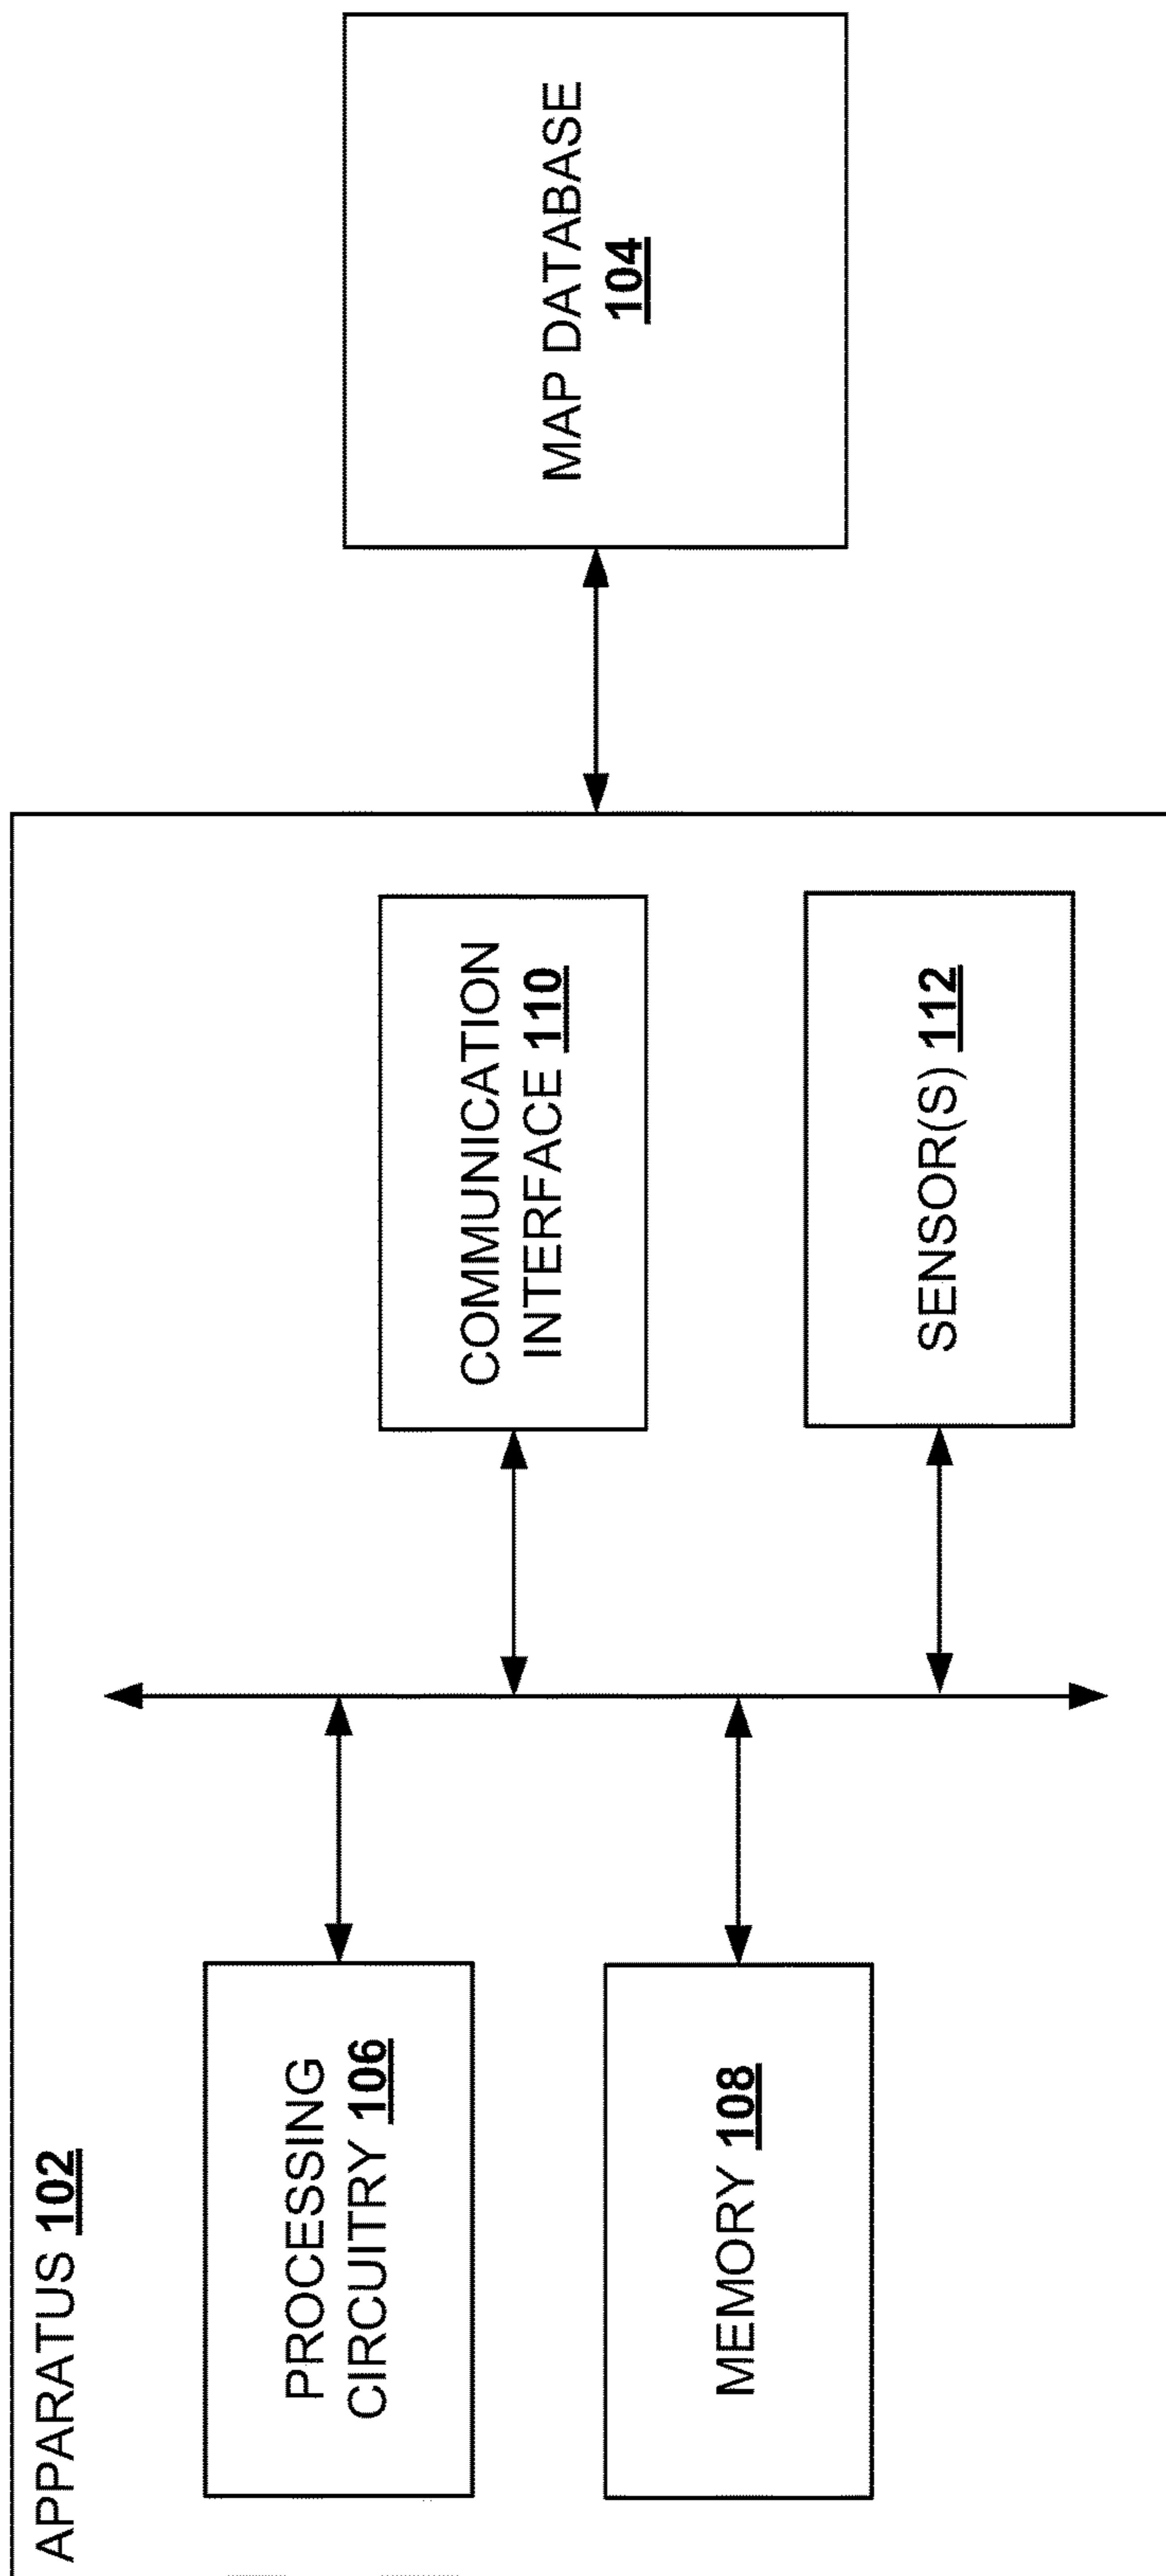 APPARATUS 102
PROCESSING
CIRCUITRY 106
COMMUNICATION
INTERFACE 110
MEMORY 108
SENSOR(S) 112
MAP DATABASE
104